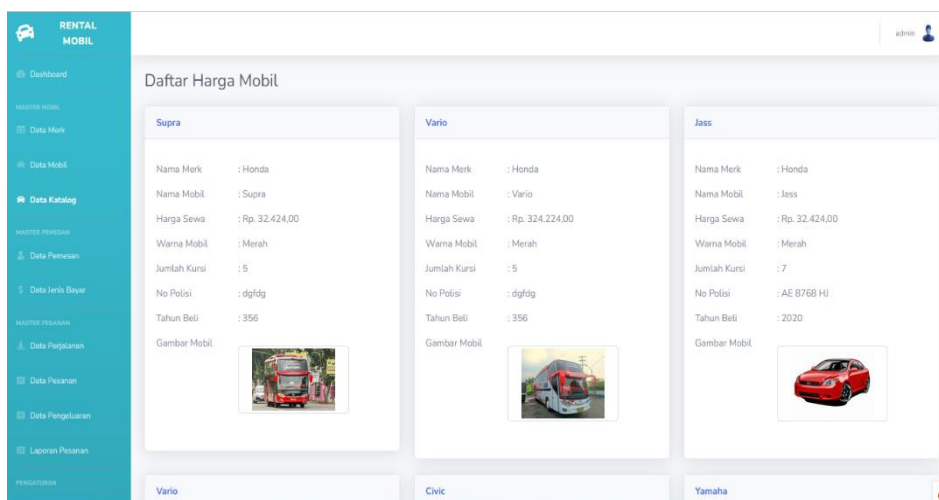 RENTAL
MOBIL
admin
Dashboard
MASTER MOBIL
Data Merk
Data Mobil
Data Katalog
MASTER PEMESAN
Data Pemesan
Data Jenis Bayar
MASTER PESANAN
Data Perjalanan
Data Pesanan
Data Pengeluaran
Laporan Pesanan
PENGATURAN
Daftar Harga Mobil
Supra
Nama Merk : Honda
Nama Mobil : Supra
Harga Sewa : Rp. 32.424,00
Warna Mobil : Merah
Jumlah Kursi : 5
No Polisi : dgfdg
Tahun Beli : 356
Gambar Mobil
Vario
Nama Merk : Honda
Nama Mobil : Vario
Harga Sewa : Rp. 324.224,00
Warna Mobil : Merah
Jumlah Kursi : 5
No Polisi : dgfdg
Tahun Beli : 356
Gambar Mobil
Jass
Nama Merk : Honda
Nama Mobil : Jass
Harga Sewa : Rp. 32.424,00
Warna Mobil : Merah
Jumlah Kursi : 7
No Polisi : AE 8768 HJ
Tahun Beli : 2020
Gambar Mobil
Vario
Civic
Yamaha